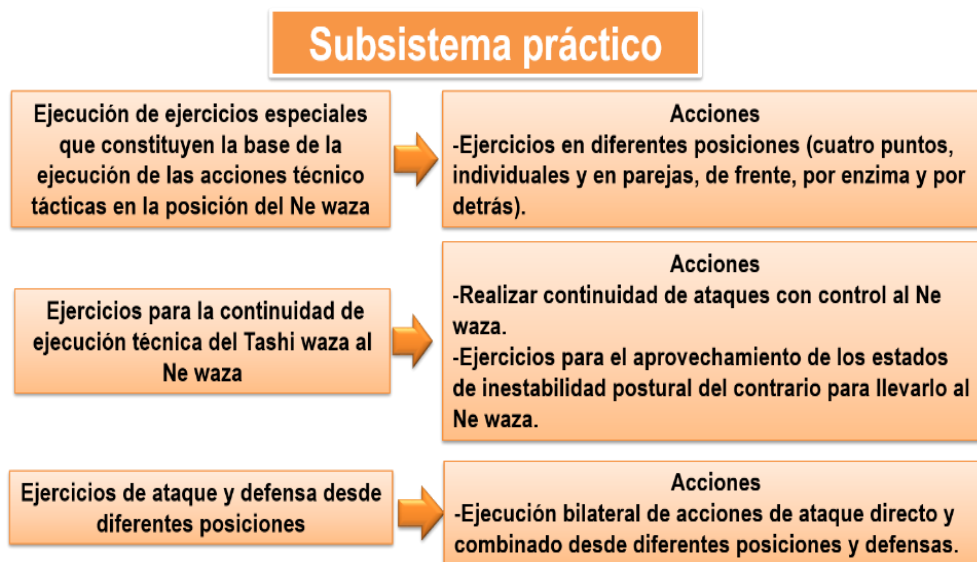 Subsistema práctico
Ejecución de ejercicios especiales
que constituyen la base de la
ejecución de las acciones técnico
tácticas en la posición del Ne waza
Acciones
-Ejercicios en diferentes posiciones (cuatro puntos,
individuales y en parejas, de frente, por enzima y por
detrás).
Ejercicios para la continuidad de
ejecución técnica del Tashi waza al
Ne waza
Acciones
-Realizar continuidad de ataques con control al Ne
waza.
-Ejercicios para el aprovechamiento de los estados
de inestabilidad postural del contrario para llevarlo al
Ne waza.
Ejercicios de ataque y defensa desde
diferentes posiciones
Acciones
-Ejecución bilateral de acciones de ataque directo y
combinado desde diferentes posiciones y defensas.